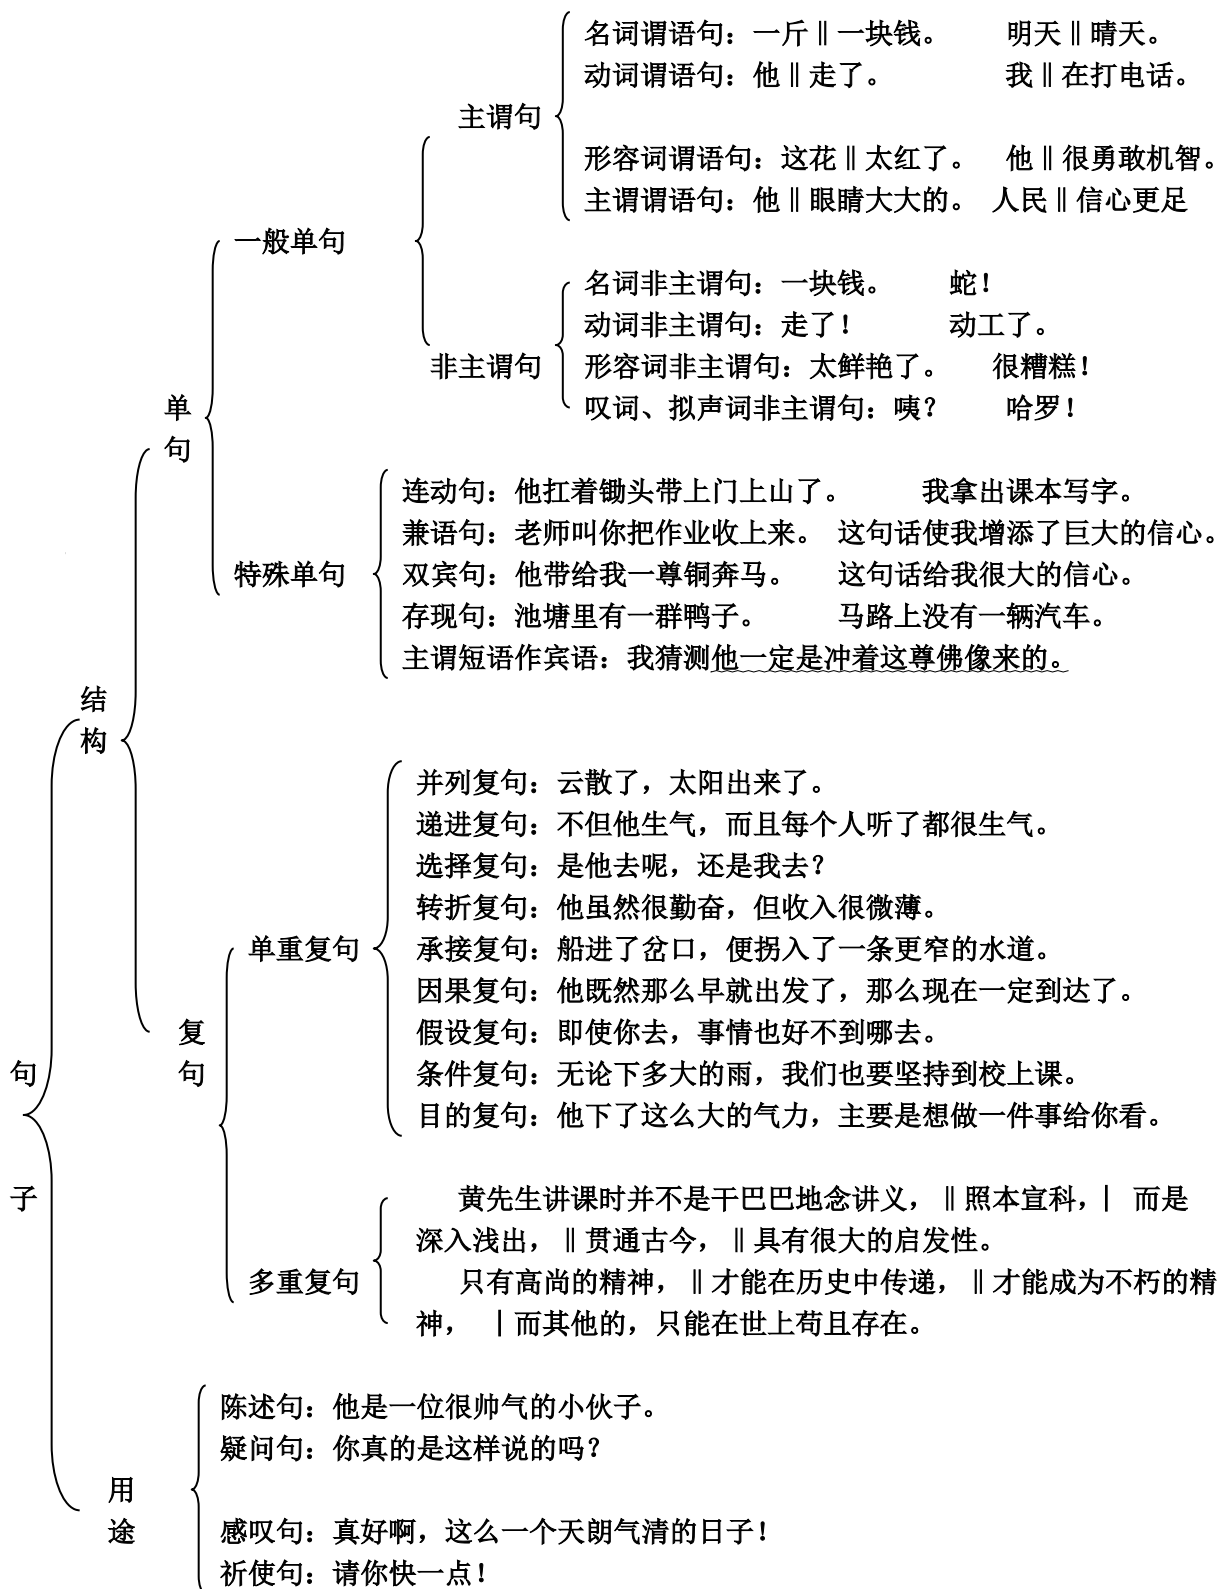 名词谓语句：一斤‖一块钱。 明天‖晴天。
动词谓语句：他‖走了。 我‖在打电话。
主谓句
形容词谓语句：这花‖太红了。 他‖很勇敢机智。
主谓谓语句：他‖眼睛大大的。 人民‖信心更足
一般单句
名词非主谓句：一块钱。 蛇！
动词非主谓句：走了！ 动工了。
非主谓句
形容词非主谓句：太鲜艳了。 很糟糕！
叹词、拟声词非主谓句：咦？ 哈罗！
单句
连动句：他扛着锄头带上门上山了。 我拿出课本写字。
兼语句：老师叫你把作业收上来。 这句话使我增添了巨大的信心。
特殊单句
双宾句：他带给我一尊铜奔马。 这句话给我很大的信心。
存现句：池塘里有一群鸭子。 马路上没有一辆汽车。
主谓短语作宾语：我猜测他一定是冲着这尊佛像来的。
结构
并列复句：云散了，太阳出来了。
递进复句：不但他生气，而且每个人听了都很生气。
选择复句：是他去呢，还是我去？
转折复句：他虽然很勤奋，但收入很微薄。
单重复句
承接复句：船进了岔口，便拐入了一条更窄的水道。
因果复句：他既然那么早就出发了，那么现在一定到达了。
假设复句：即使你去，事情也好不到哪去。
复句
条件复句：无论下多大的雨，我们也要坚持到校上课。
目的复句：他下了这么大的气力，主要是想做一件事给你看。
句子
黄先生讲课时并不是干巴巴地念讲义，‖照本宣科，| 而是
深入浅出，‖贯通古今，‖具有很大的启发性。
多重复句
只有高尚的精神，‖才能在历史中传递，‖才能成为不朽的精
神， |而其他的，只能在世上苟且存在。
陈述句：他是一位很帅气的小伙子。
疑问句：你真的是这样说的吗？
用途
感叹句：真好啊，这么一个天朗气清的日子！
祈使句：请你快一点！